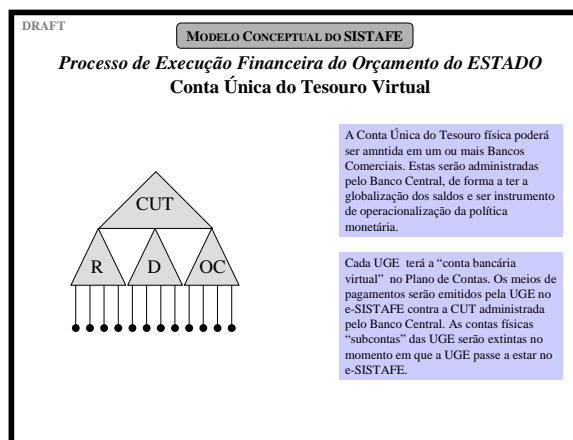 DRAFT
MODELO CONCEPTUAL DO SISTAFE
Processo de Execução Financeira do Orçamento do ESTADO
Conta Única do Tesouro Virtual
A Conta Única do Tesouro física poderá
ser amntida em um ou mais Bancos
Comerciais. Estas serão administradas
pelo Banco Central, de forma a ter a
globalização dos saldos e ser instrumento
de operacionalização da política
monetária.
CUT
R D OC
Cada UGE terá a “conta bancária
virtual” no Plano de Contas. Os meios de
pagamentos serão emitidos pela UGE no
e-SISTAFE contra a CUT administrada
pelo Banco Central. As contas físicas
“subcontas” das UGE serão extintas no
momento em que a UGE passe a estar no
e-SISTAFE.